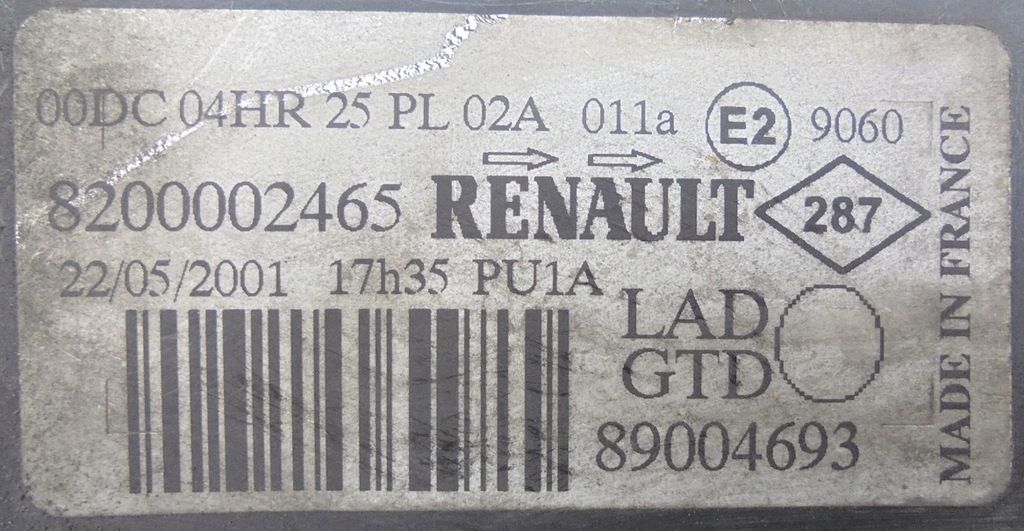 00DC 04HR 25 PL 02A 011a E2 9060
8200002465 RENAULT 287
22/05/2001 17h35 PU1A
LAD
GTD
89004693
MADE IN FRANCE